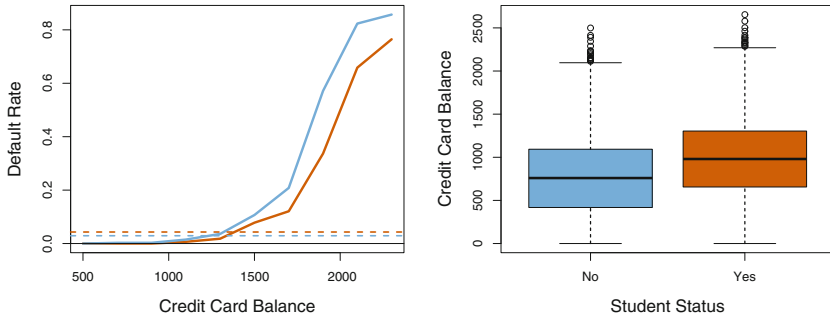 Default Rate
0.8
0.6
0.4
0.2
0.0
500 1000 1500 2000
Credit Card Balance
Credit Card Balance
2500
2000
1500
1000
500
0
No Yes
Student Status